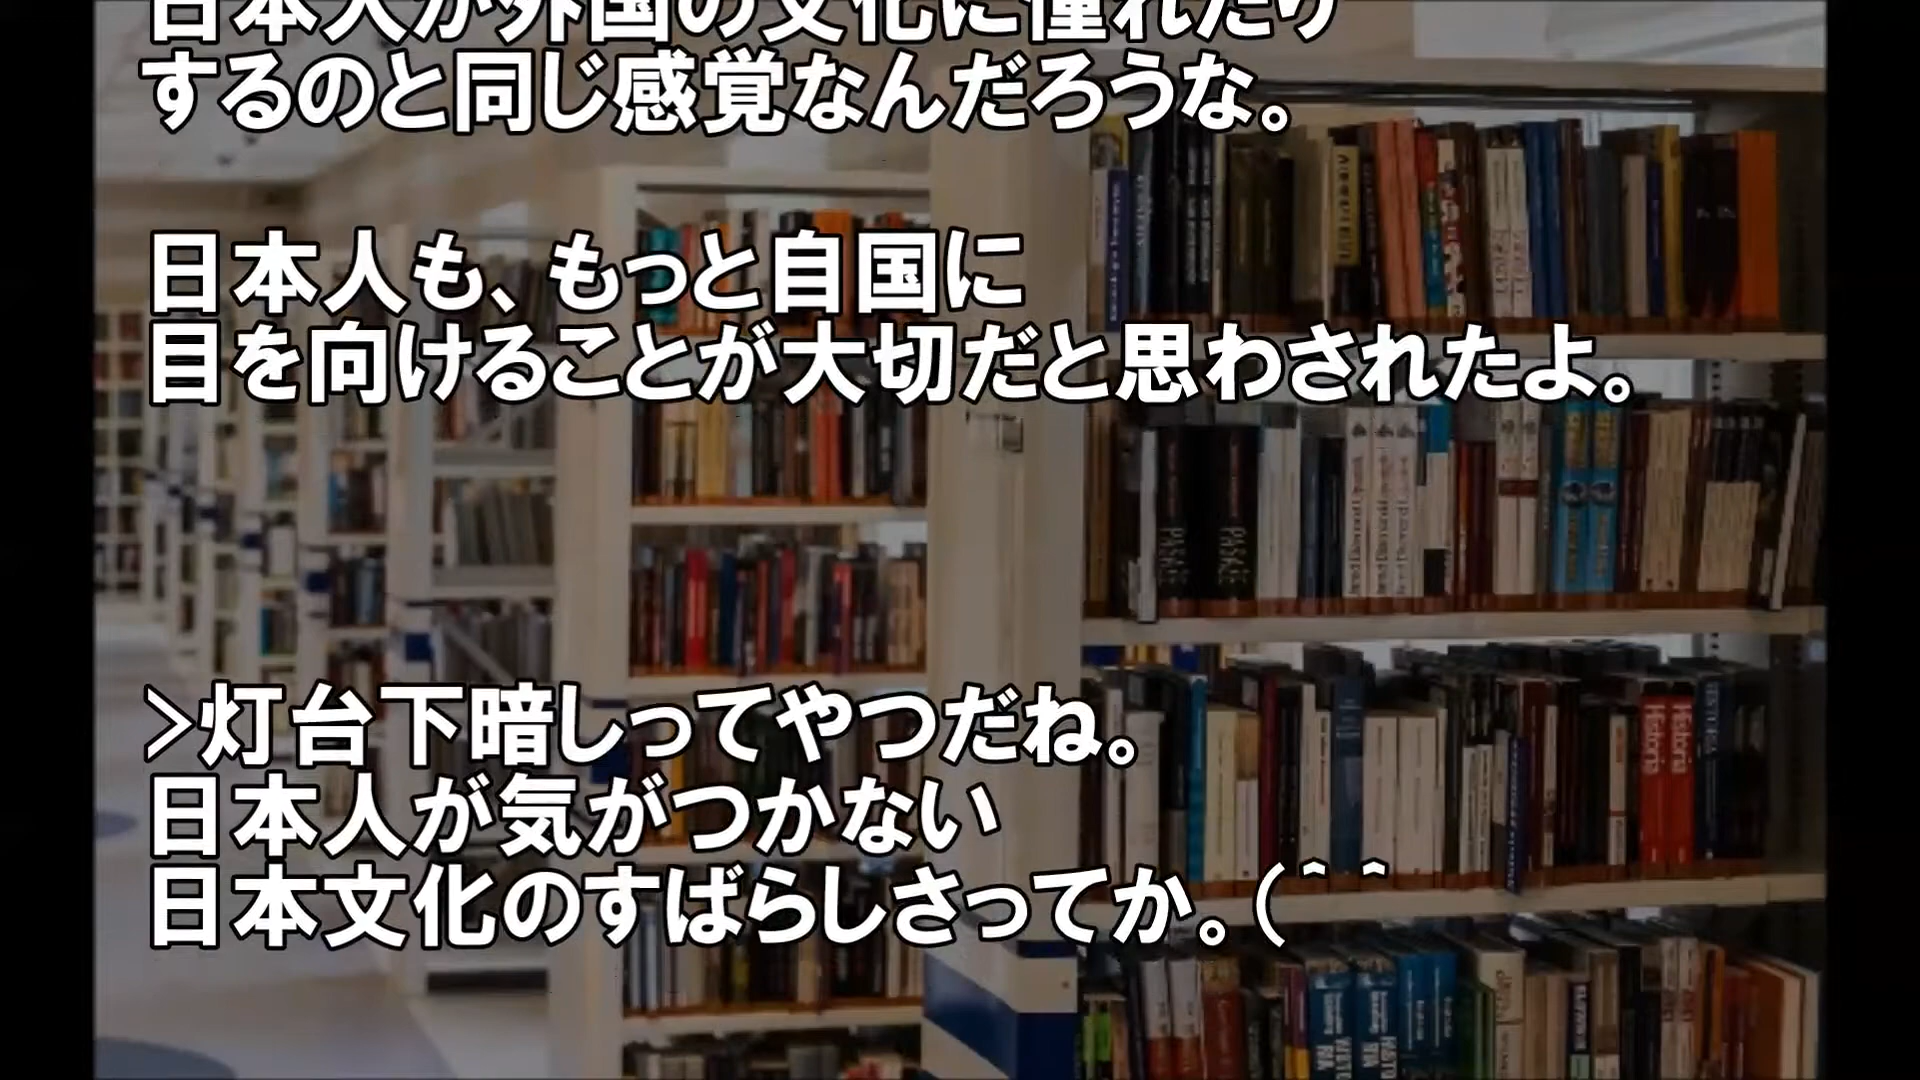 日本人が外国の文化に憧れたり
するのと同じ感覚なんだろうな。
日本人も、もっと自国に
目を向けることが大切だと思わされたよ。
>灯台下暗しってやつだね。
日本人が気がつかない
日本文化のすばらしさってか。(＾＾